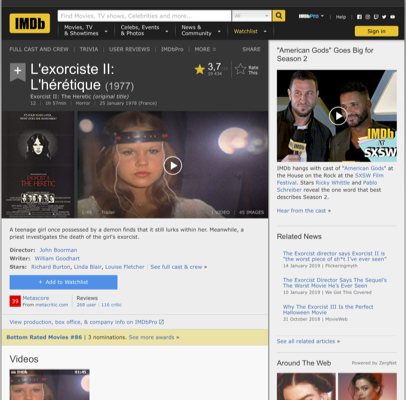 IMDb
Find Movies, TV shows, Celebrities and more...
All
IMDbPro
Help
Movies, TV
& Showtimes
Celebs, Events
& Photos
News &
Community
Watchlist
Sign in
FULL CAST AND CREW | TRIVIA | USER REVIEWS | IMDbPro | MORE
SHARE
L'exorciste II:
L'hérétique (1977)
Exorcist II: The Heretic (original title)
12 | 1h 57min | Horror | 25 January 1978 (France)
3,7
Rate
This
EXORCIST II
THE HERETIC
1:46 | Trailer
1 VIDEO | 45 IMAGES
A teenage girl once possessed by a demon finds that it still lurks within her. Meanwhile, a
priest investigates the death of the girl's exorcist.
Director: John Boorman
Writer: William Goodhart
Stars: Richard Burton, Linda Blair, Louise Fletcher | See full cast & crew »
+ Add to Watchlist
39
Metascore
From metacritic.com
Reviews
268 user | 116 critic
View production, box office, & company info on IMDbPro
Bottom Rated Movies #86 | 3 nominations. See more awards »
Videos
"American Gods" Goes Big for
Season 2
IMDb
SXSW
IMDb hangs with cast of "American Gods" at
the House on the Rock at the SXSW Film
Festival. Stars Ricky Whittle and Pablo
Schreiber reveal the one word that best
describes Season 2.
Hear from the cast »
Related News
The Exorcist director says Exorcist II is
"the worst piece of sh*t I've ever seen"
14 January 2019 | Flickeringmyth
The Exorcist Director Says The Sequel's
The Worst Movie He's Ever Seen
10 January 2019 | We Got This Covered
Why The Exorcist III Is the Perfect
Halloween Movie
31 October 2018 | MovieWeb
See all related articles »
Around The Web
Powered by ZergNet